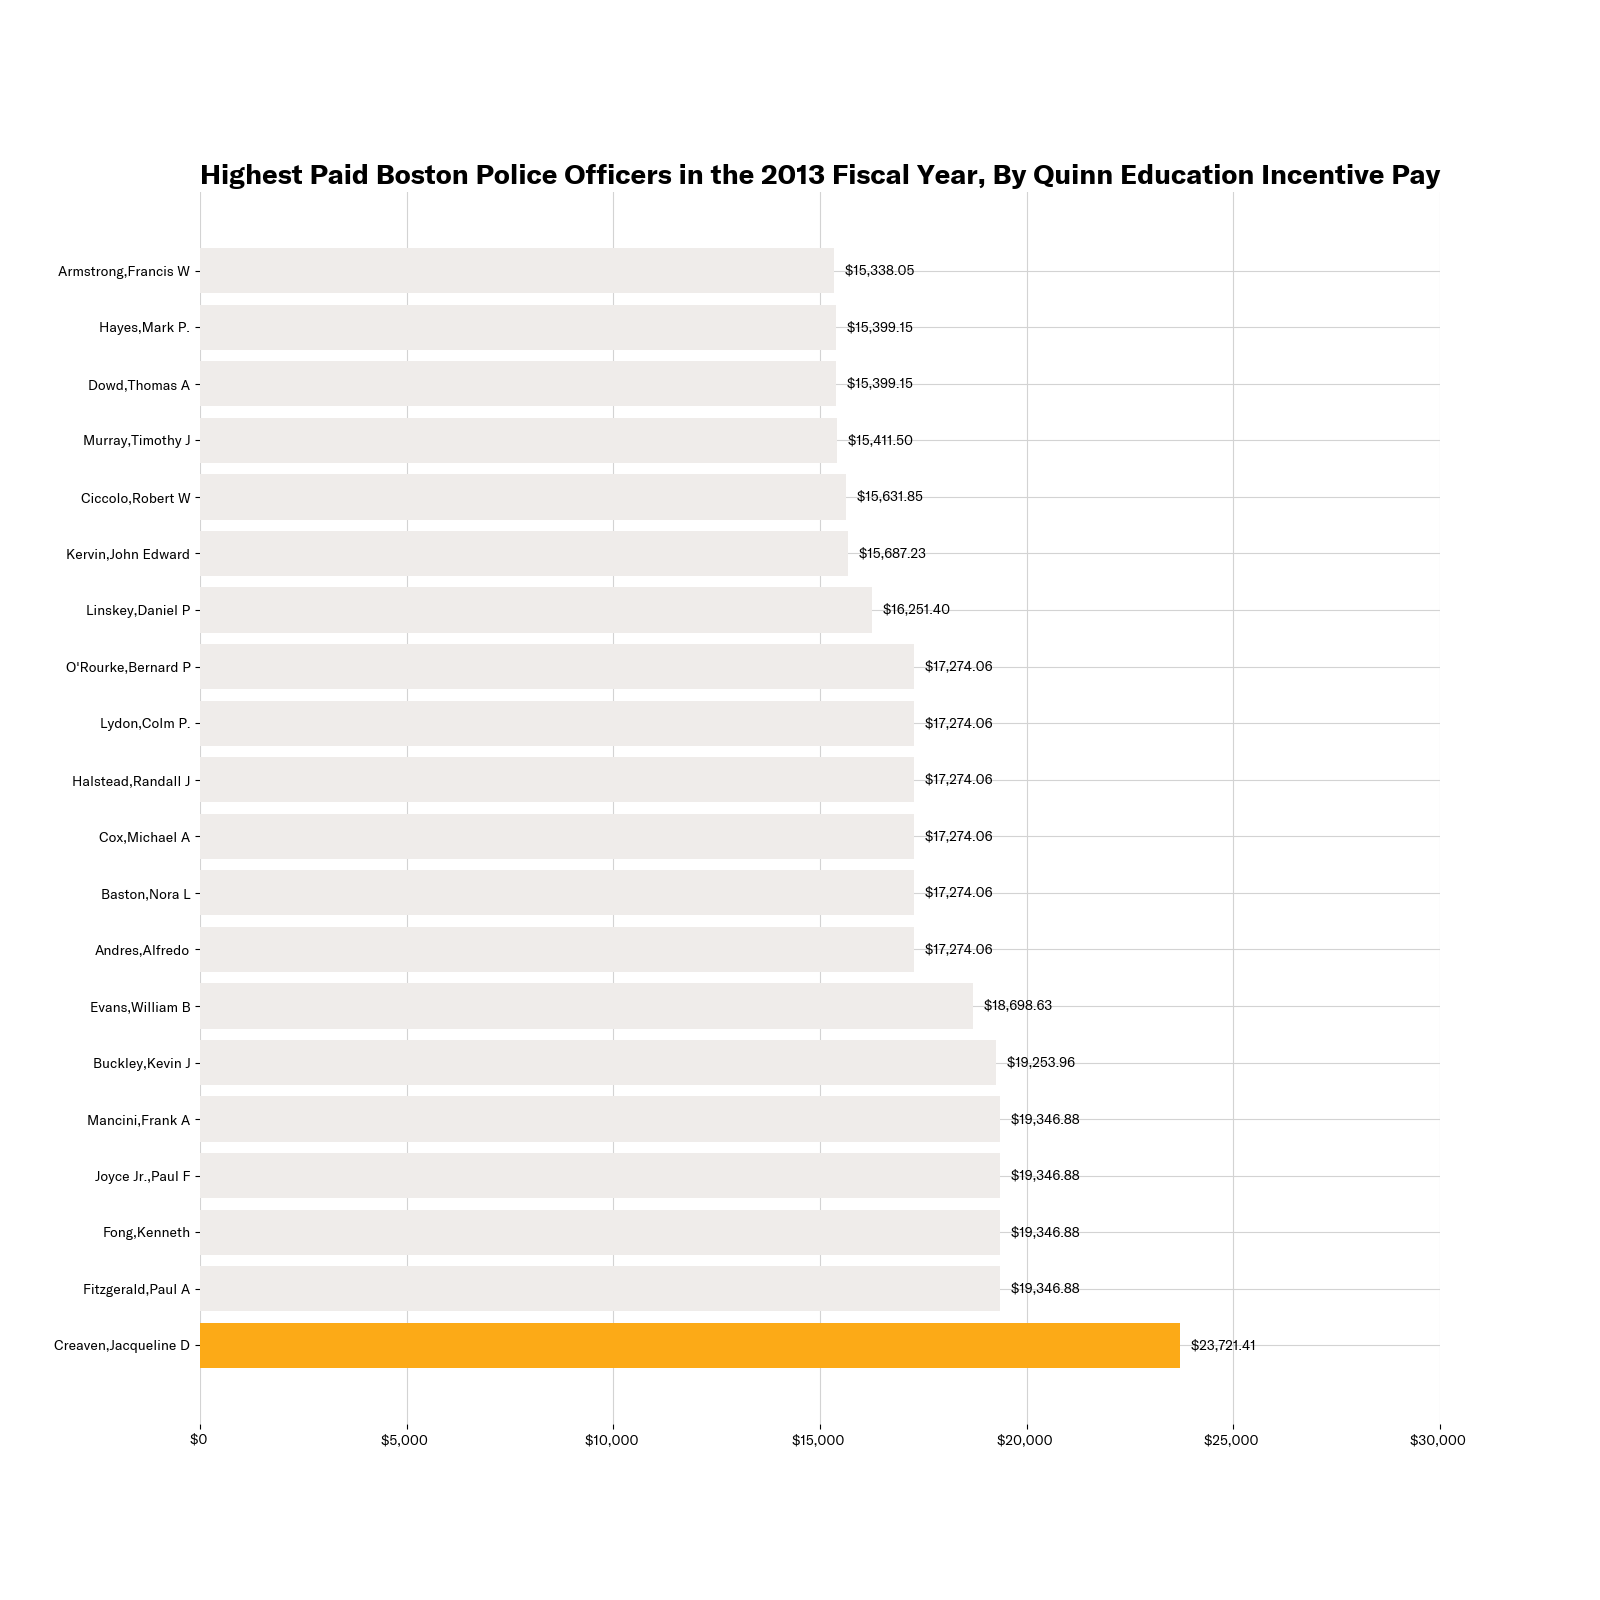 Highest Paid Boston Police Officers in the 2013 Fiscal Year, By Quinn Education Incentive Pay
Armstrong,Francis W $15,338.05
Hayes,Mark P. $15,399.15
Dowd,Thomas A $15,399.15
Murray,Timothy J $15,411.50
Ciccolo,Robert W $15,631.85
Kervin,John Edward $15,687.23
Linskey,Daniel P $16,251.40
O'Rourke,Bernard P $17,274.06
Lydon,Colm P. $17,274.06
Halstead,Randall J $17,274.06
Cox,Michael A $17,274.06
Baston,Nora L $17,274.06
Andres,Alfredo $17,274.06
Evans,William B $18,698.63
Buckley,Kevin J $19,253.96
Mancini,Frank A $19,346.88
Joyce Jr.,Paul F $19,346.88
Fong,Kenneth $19,346.88
Fitzgerald,Paul A $19,346.88
Creaven,Jacqueline D $23,721.41
$0 $5,000 $10,000 $15,000 $20,000 $25,000 $30,000